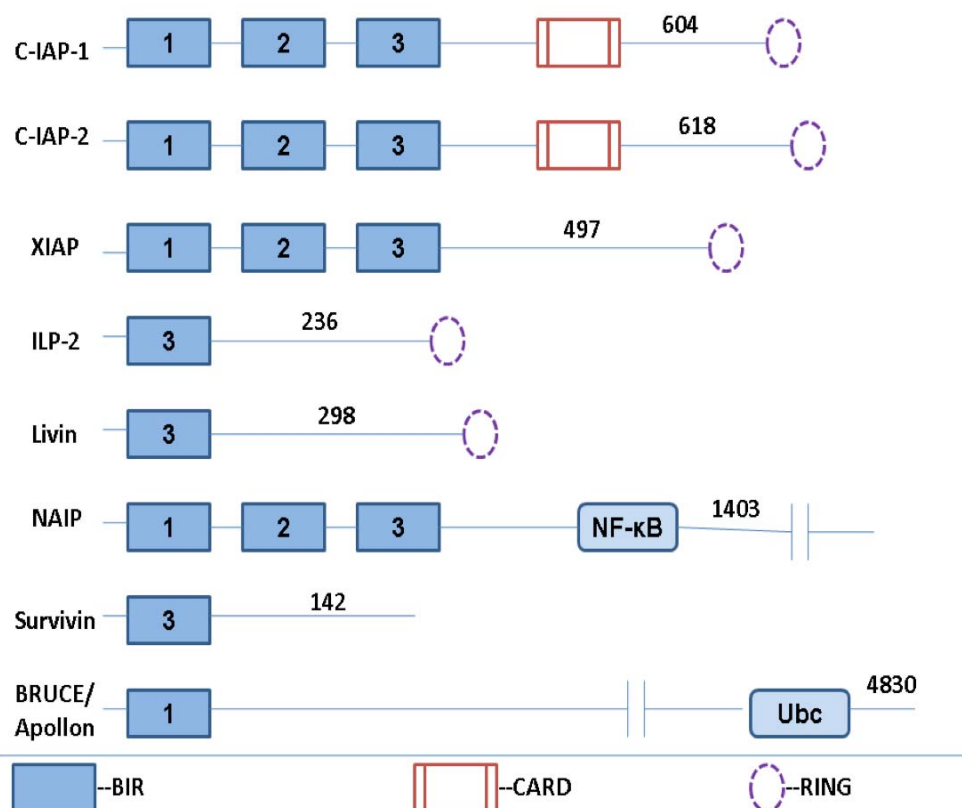 C-IAP-1 1 2 3 604
C-IAP-2 1 2 3 618
XIAP 1 2 3 497
ILP-2 3 236
Livin 3 298
NAIP 1 2 3 NF-κB 1403
Survivin 3 142
BRUCE/
Apollon 1 Ubc 4830
--BIR --CARD --RING